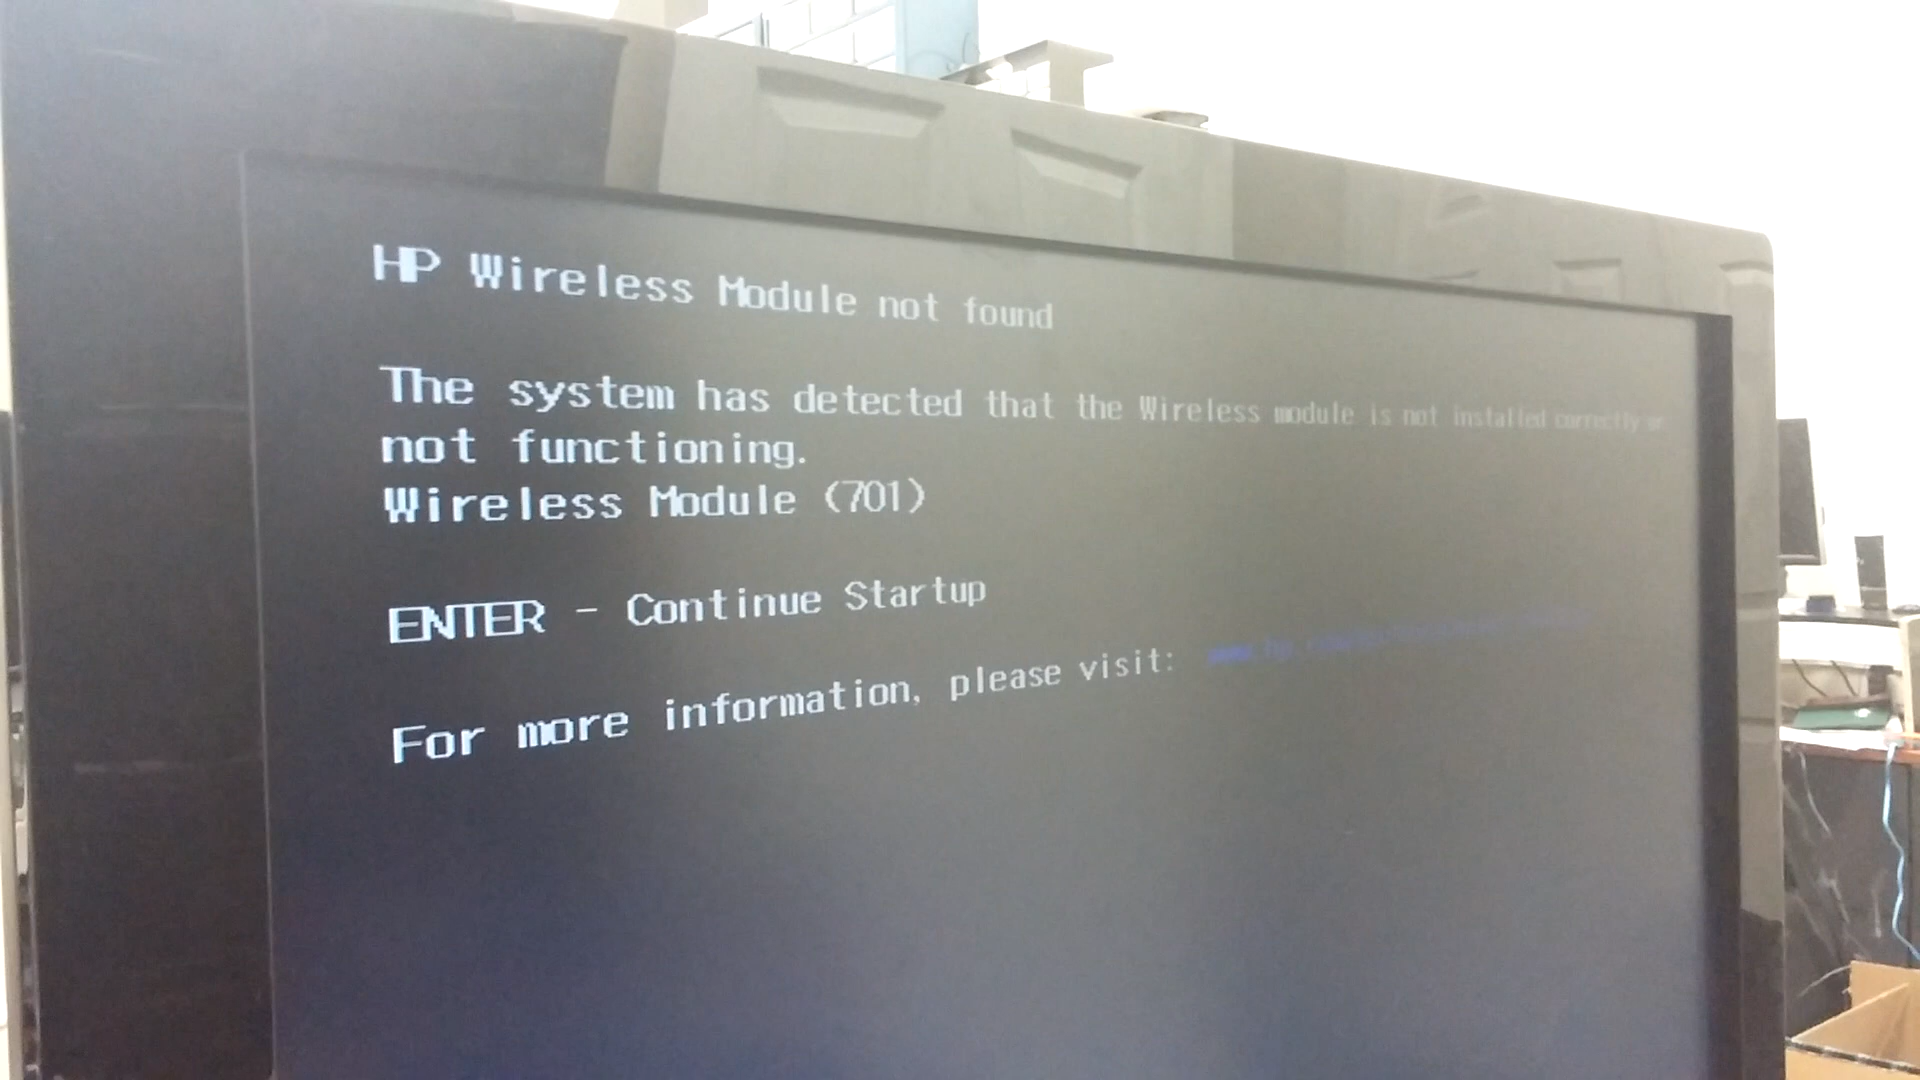 HP Wireless Module not found
The system has detected that the Wireless module is not installed correctly or
not functioning.
Wireless Module (701)
ENTER - Continue Startup
For more information, please visit: